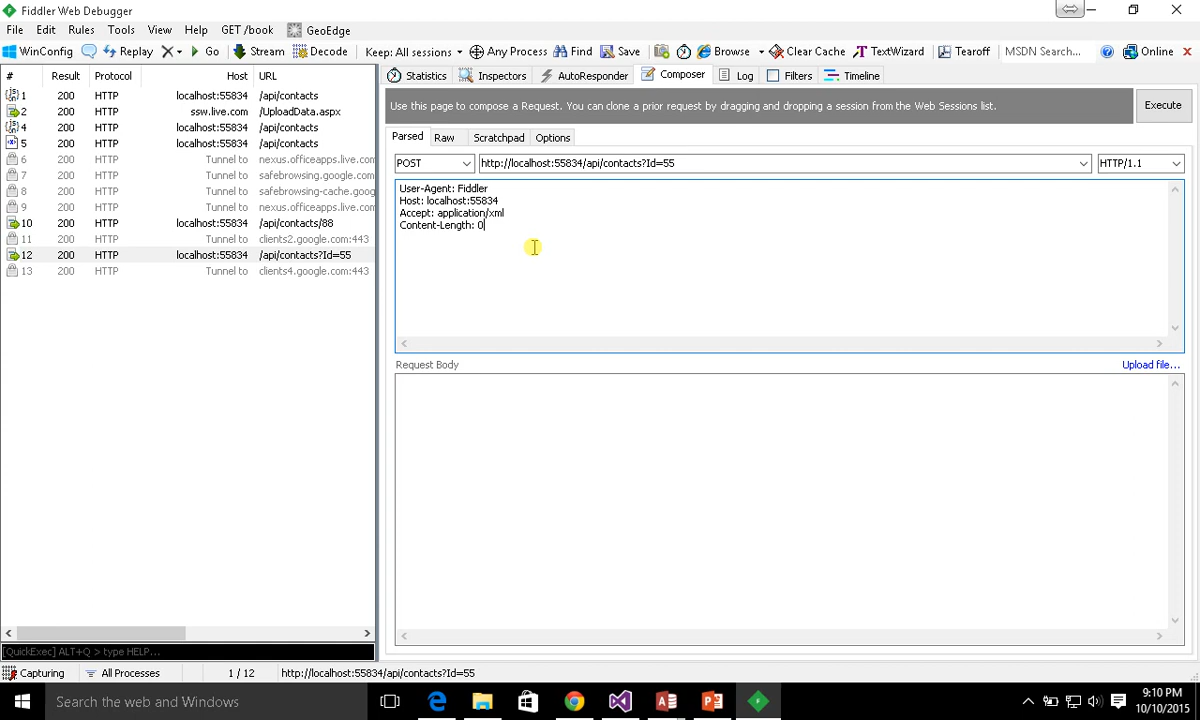 Fiddler Web Debugger
File Edit Rules Tools View Help GET /book GeoEdge
WinConfig Replay Go Stream Decode Keep: All sessions Any Process Find Save Browse Clear Cache TextWizard Tearoff MSDN Search... Online
# Result Protocol Host URL
1 200 HTTP localhost:55834 /api/contacts
2 200 HTTP ssw.live.com /UploadData.aspx
4 200 HTTP localhost:55834 /api/contacts
5 200 HTTP localhost:55834 /api/contacts
6 200 HTTP Tunnel to nexus.officeapps.live.com
7 200 HTTP Tunnel to safebrowsing.google.com
8 200 HTTP Tunnel to safebrowsing-cache.goog
9 200 HTTP Tunnel to nexus.officeapps.live.com
10 200 HTTP localhost:55834 /api/contacts/88
11 200 HTTP Tunnel to clients2.google.com:443
12 200 HTTP localhost:55834 /api/contacts?Id=55
13 200 HTTP Tunnel to clients4.google.com:443
[QuickExec] ALT+Q > type HELP...
Statistics Inspectors AutoResponder Composer Log Filters Timeline
Use this page to compose a Request. You can clone a prior request by dragging and dropping a session from the Web Sessions list.
Execute
Parsed Raw Scratchpad Options
POST http://localhost:55834/api/contacts?Id=55 HTTP/1.1
User-Agent: Fiddler
Host: localhost:55834
Accept: application/xml
Content-Length: 0
Request Body Upload file...
Capturing All Processes 1 / 12 http://localhost:55834/api/contacts?Id=55
Search the web and Windows
9:10 PM
10/10/2015